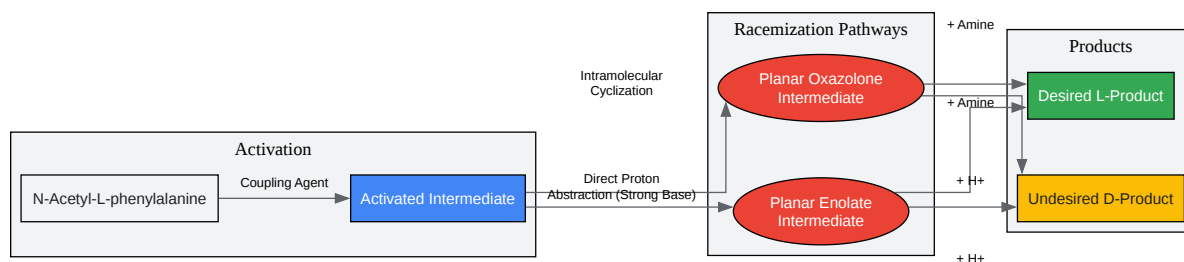 Racemization Pathways
+ Amine
Products
Planar Oxazolone
Intermediate
Intramolecular
Cyclization
Desired L-Product
+ Amine
Activation
N-Acetyl-L-phenylalanine
Coupling Agent
Activated Intermediate
Direct Proton
Abstraction (Strong Base)
Planar Enolate
Intermediate
+ H+
Undesired D-Product
+ H+